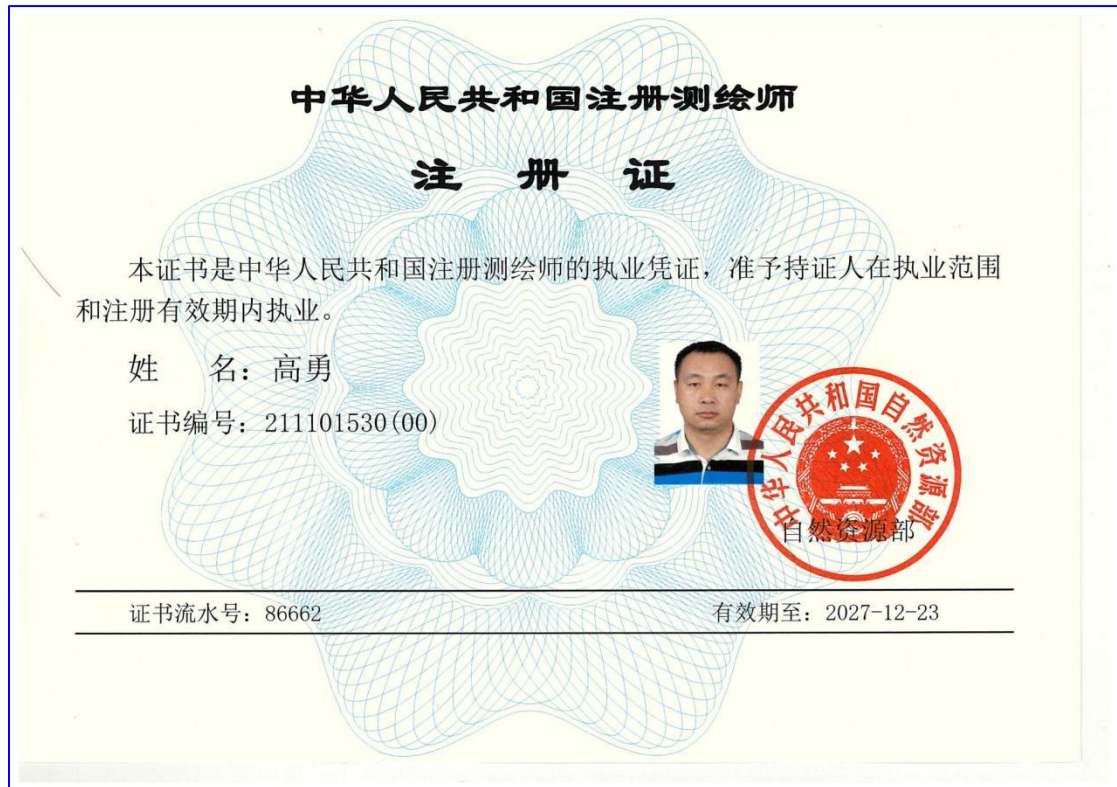 中华人民共和国注册测绘师
注 册 证
本证书是中华人民共和国注册测绘师的执业凭证，准予持证人在执业范围
和注册有效期内执业。
姓 名：高勇
证书编号：211101530(00)
中华人民共和国自然资源部
自然资源部
证书流水号：86662
有效期至：2027-12-23